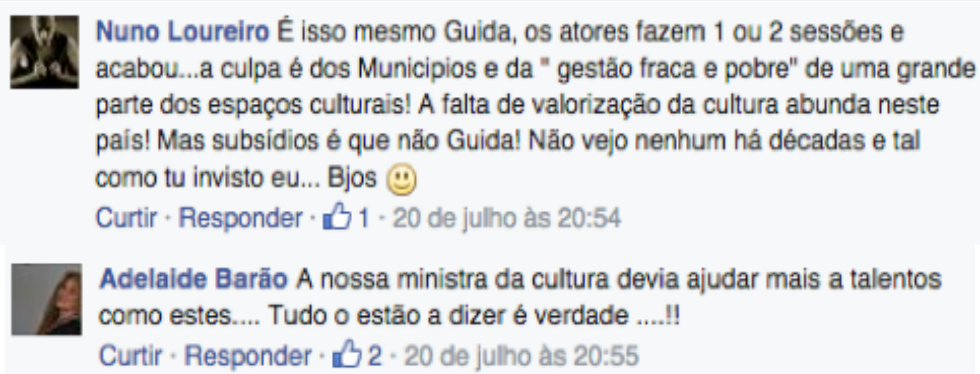 Nuno Loureiro É isso mesmo Guida, os atores fazem 1 ou 2 sessões e
acabou...a culpa é dos Municipios e da " gestão fraca e pobre" de uma grande
parte dos espaços culturais! A falta de valorização da cultura abunda neste
país! Mas subsídios é que não Guida! Não vejo nenhum há décadas e tal
como tu invisto eu... Bjos
Curtir · Responder · 1 · 20 de julho às 20:54
Adelaide Barão A nossa ministra da cultura devia ajudar mais a talentos
como estes.... Tudo o estão a dizer é verdade ....!!
Curtir · Responder · 2 · 20 de julho às 20:55